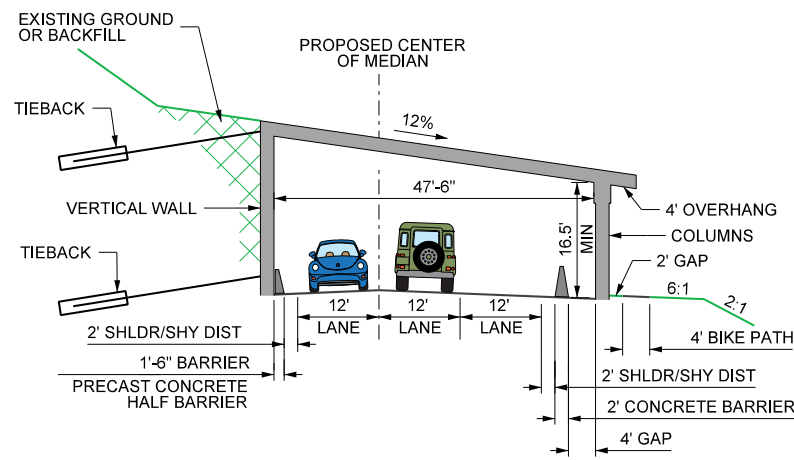 EXISTING GROUND
OR BACKFILL
PROPOSED CENTER
OF MEDIAN
TIEBACK
12%
47'-6"
VERTICAL WALL
16.5'
MIN
4' OVERHANG
COLUMNS
TIEBACK
2' GAP
6:1
2:1
12'
LANE
12'
LANE
12'
LANE
2' SHLDR/SHY DIST
4' BIKE PATH
1'-6" BARRIER
PRECAST CONCRETE
HALF BARRIER
2' SHLDR/SHY DIST
2' CONCRETE BARRIER
4' GAP